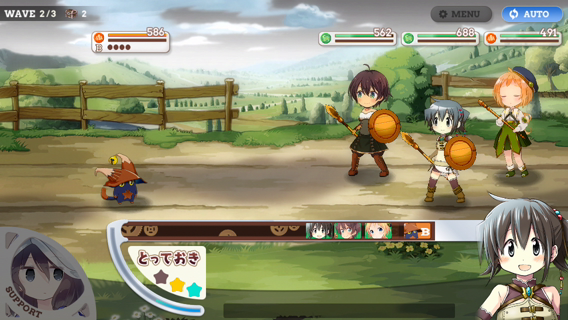 WAVE 2/3 2
MENU
AUTO
586
B
562
688
491
B
とっておき
SUPPORT